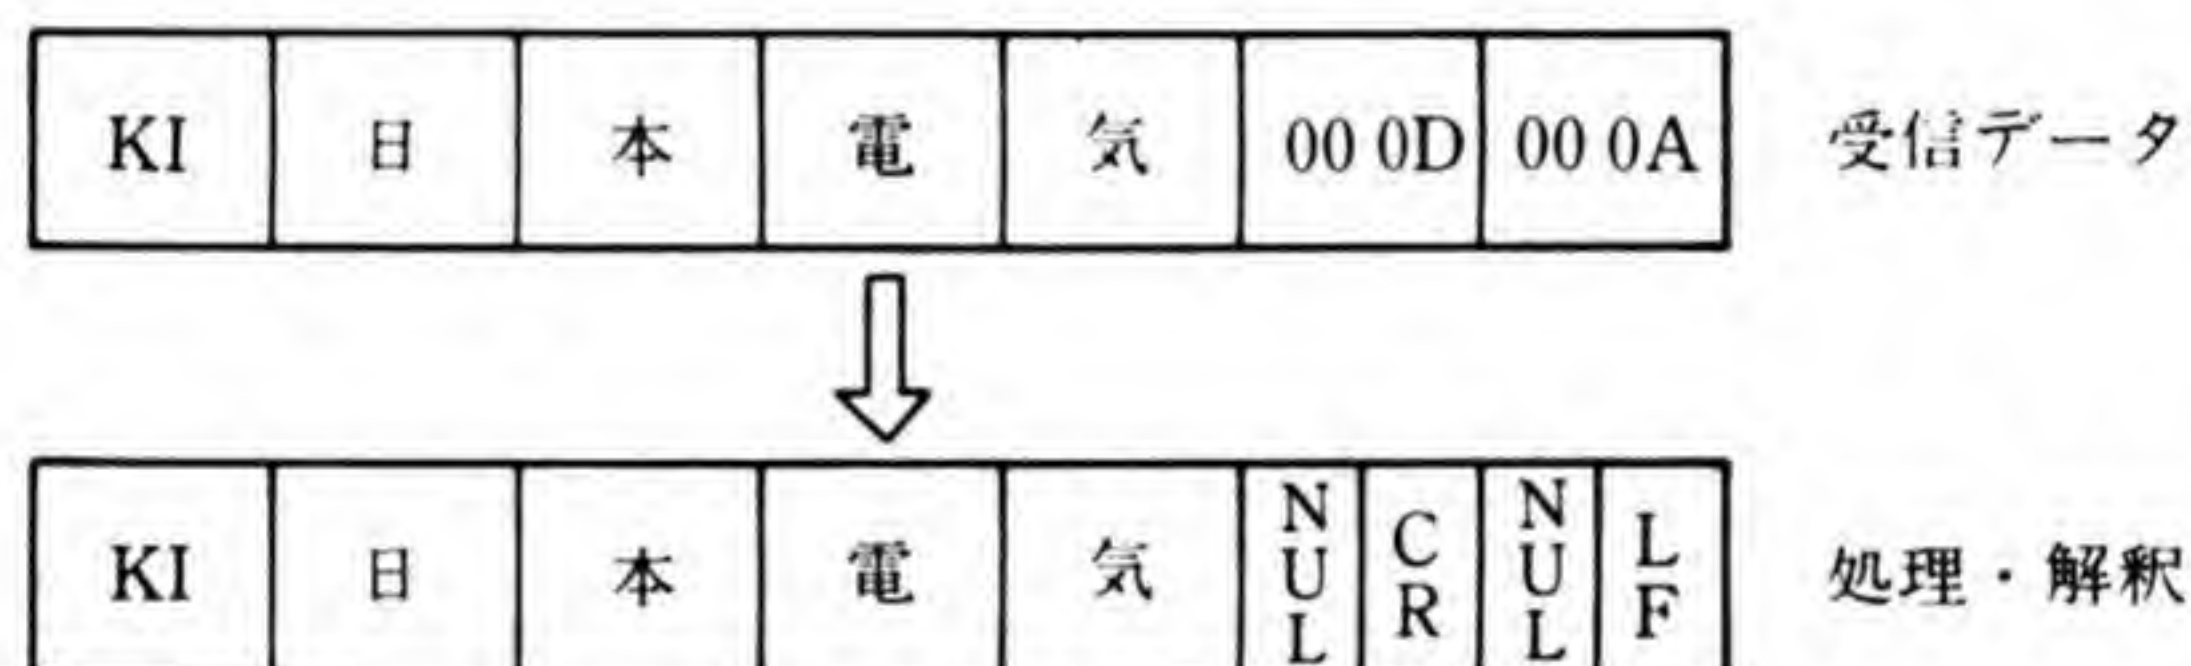 KI 日 本 電 気 00 0D 00 0A 受信データ
KI 日 本 電 気 NUL CR NUL LF 処理・解釈